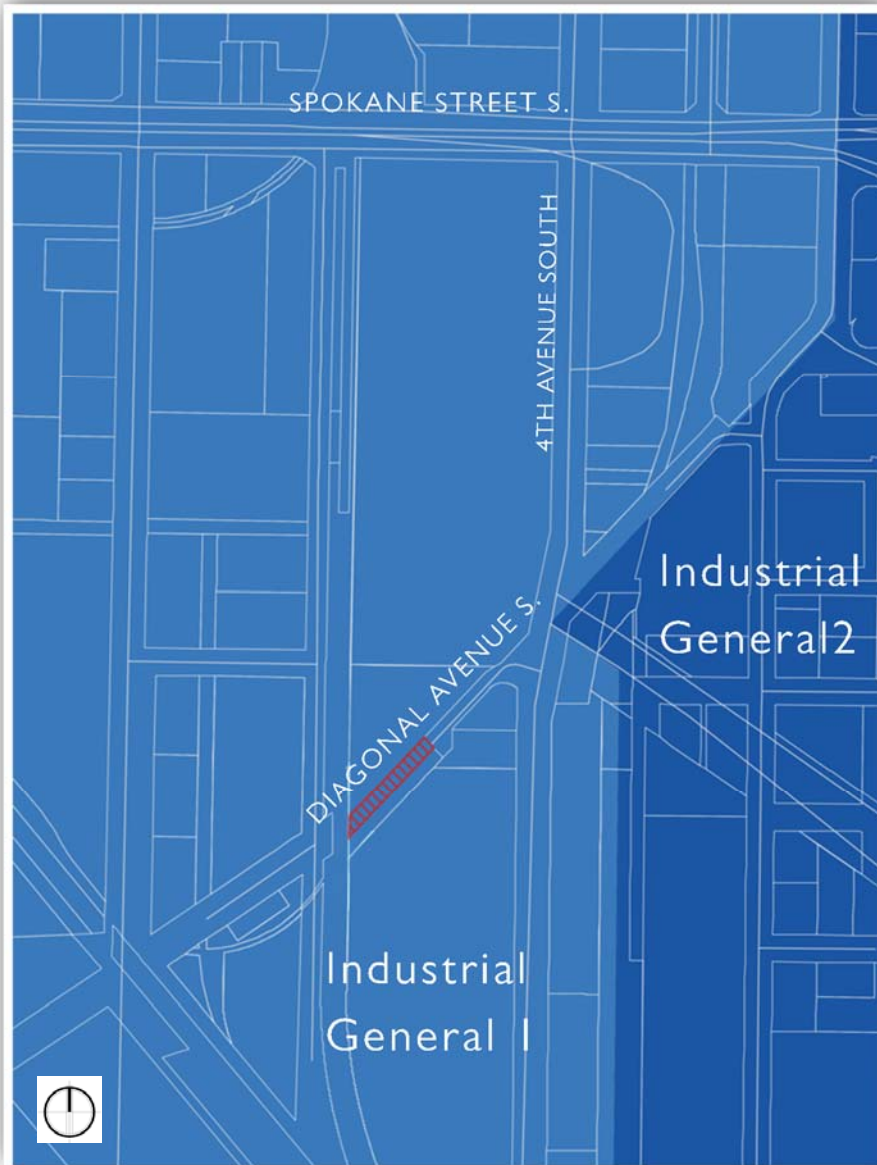 SPOKANE STREET S.
4TH AVENUE SOUTH
Industrial
General2
DIAGONAL AVENUE S.
Industrial
General 1